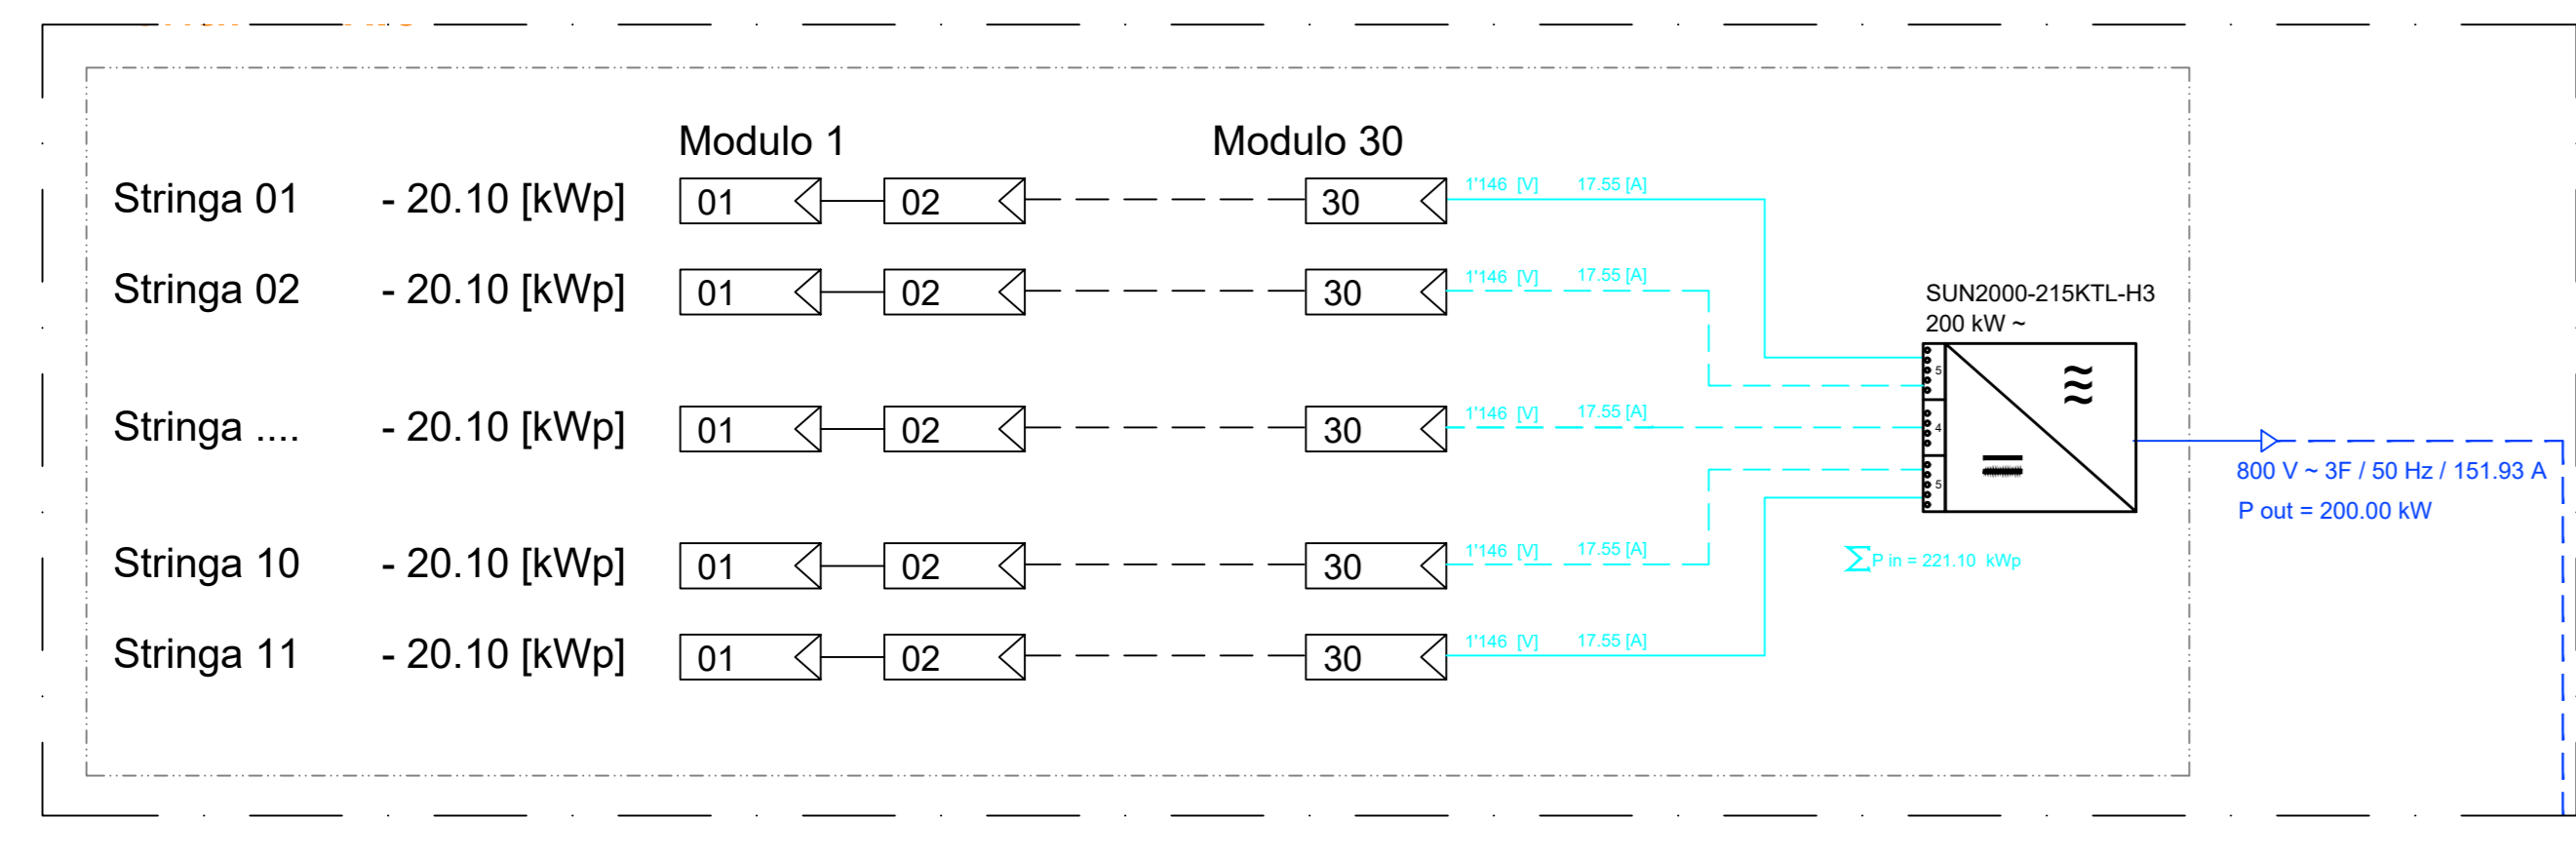 Modulo 1 Modulo 30
Stringa 01 - 20.10 [kWp] 01 02 30 1'146 [V] 17.55 [A]
Stringa 02 - 20.10 [kWp] 01 02 30 1'146 [V] 17.55 [A]
SUN2000-215KTL-H3
200 kW ~
5
Stringa .... - 20.10 [kWp] 01 02 30 1'146 [V] 17.55 [A]
4
5
800 V ~ 3F / 50 Hz / 151.93 A
P out = 200.00 kW
Stringa 10 - 20.10 [kWp] 01 02 30 1'146 [V] 17.55 [A]
∑P in = 221.10 kWp
Stringa 11 - 20.10 [kWp] 01 02 30 1'146 [V] 17.55 [A]